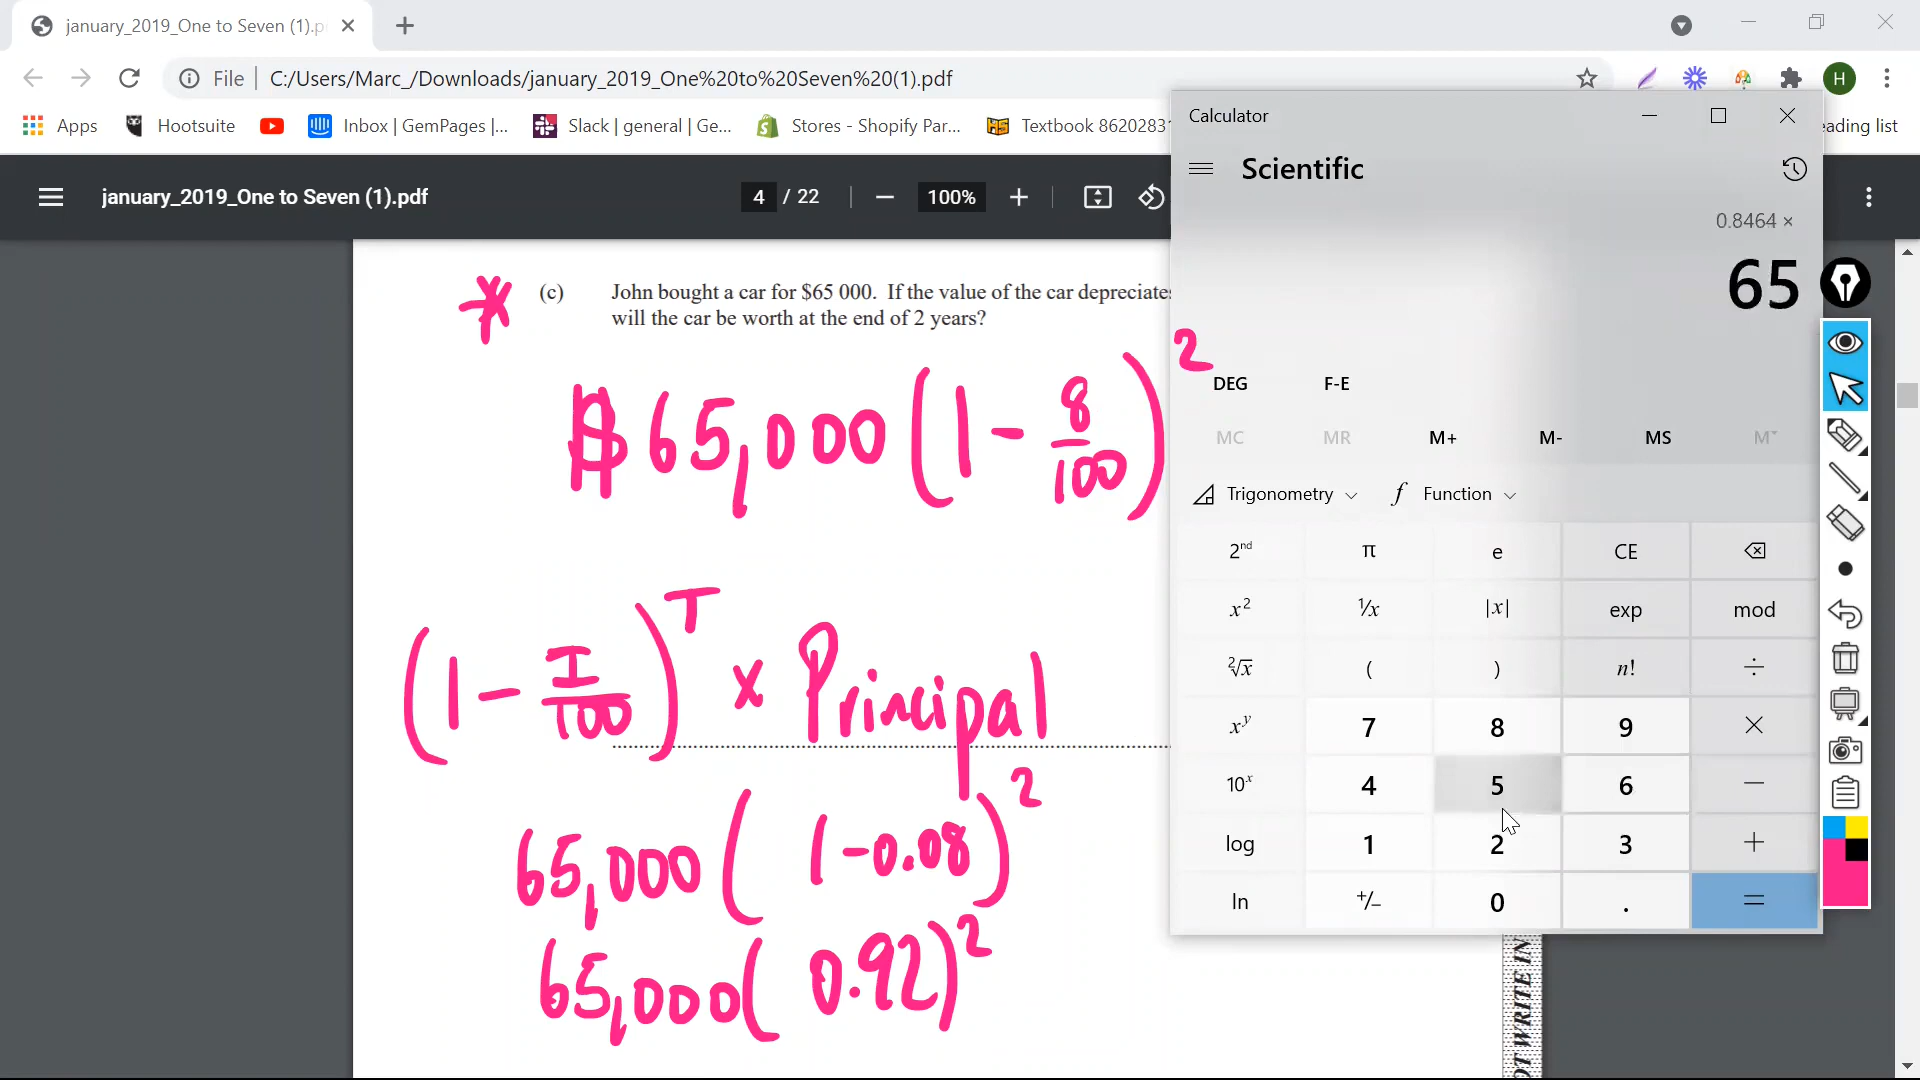 january_2019_One to Seven (1).p
File C:/Users/Marc_/Downloads/january_2019_One%20to%20Seven%20(1).pdf
H
Apps Hootsuite Inbox | GemPages |... Slack | general | Ge... Stores - Shopify Par... Textbook 8620283 eading list
january_2019_One to Seven (1).pdf 4 / 22 — 100% +
(c) John bought a car for $65 000. If the value of the car depreciate
will the car be worth at the end of 2 years?
$65,000 (1 - 8/100)²
(1 - I/100)ᵀ x Principal
65,000 (1 - 0.08)²
65,000 (0.92)²
Calculator
Scientific
0.8464 ×
65
DEG F-E
MC MR M+ M- MS M˅
Trigonometry f Function
2ⁿᵈ π e CE
x² ¹/x |x| exp mod
²√x ( ) n! ÷
xʸ 7 8 9 ×
10ˣ 4 5 6 −
log 1 2 3 +
ln +/− 0 . =
OT WRITE IN